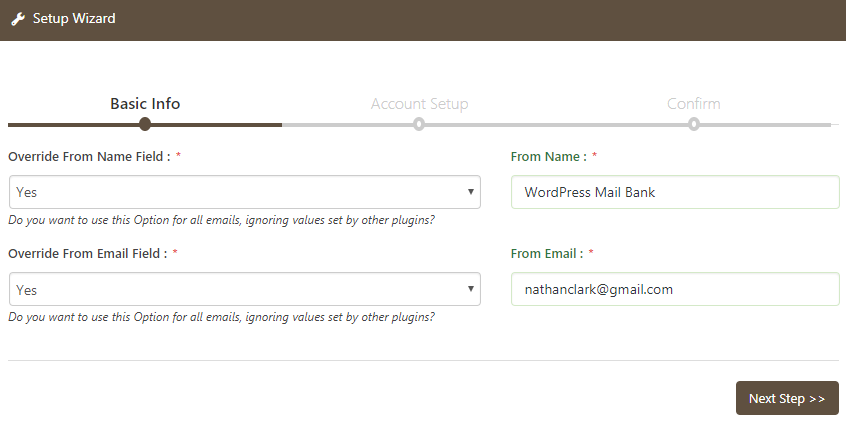 Setup Wizard
Basic Info
Account Setup
Confirm
Override From Name Field : *
From Name : *
Yes
WordPress Mail Bank
Do you want to use this Option for all emails, ignoring values set by other plugins?
Override From Email Field : *
From Email : *
Yes
nathanclark@gmail.com
Do you want to use this Option for all emails, ignoring values set by other plugins?
Next Step >>